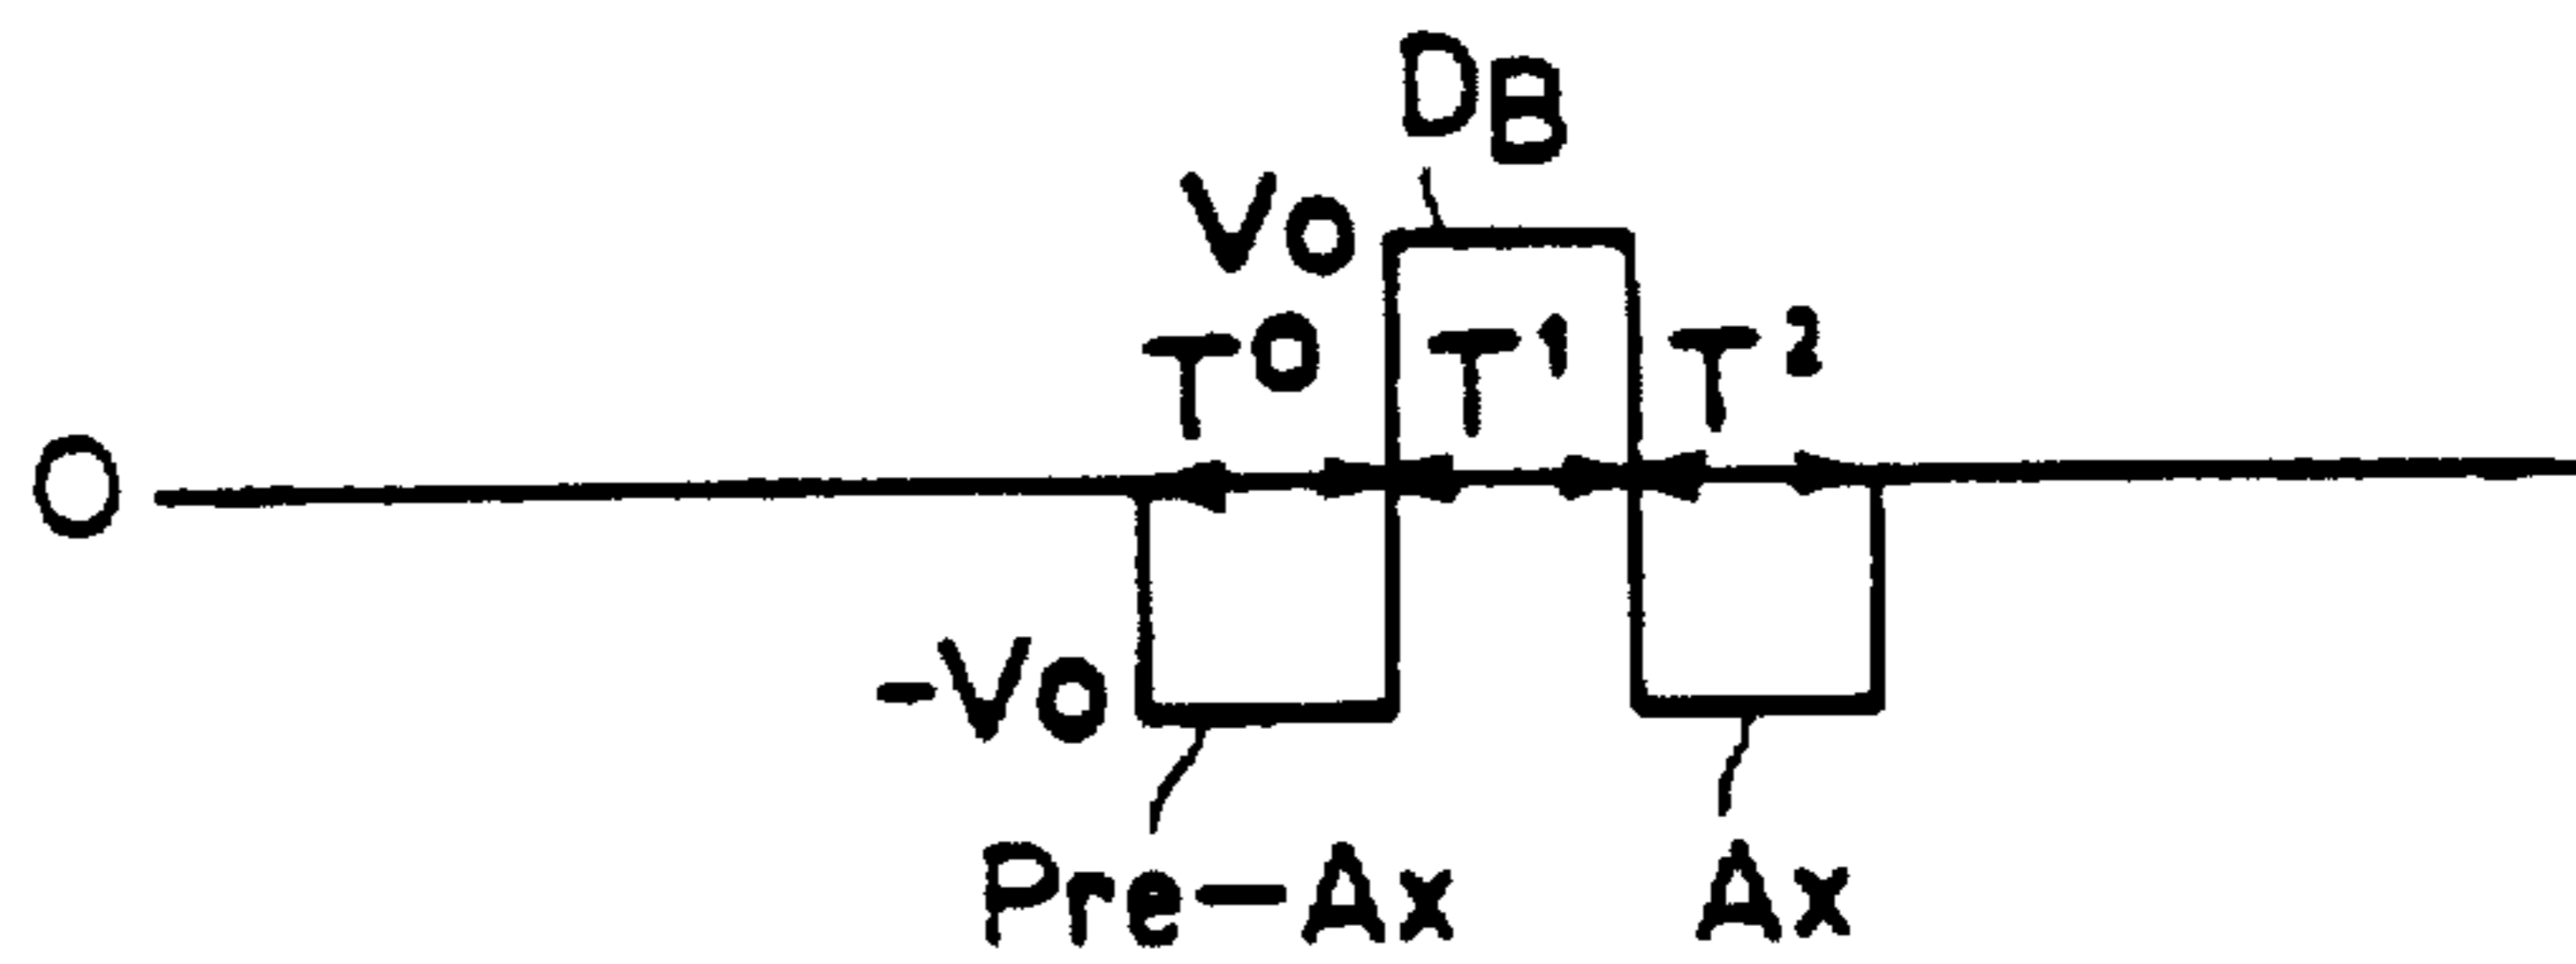 DB
Vo
T⁰ T¹ T²
O
-Vo
Pre-Ax Ax